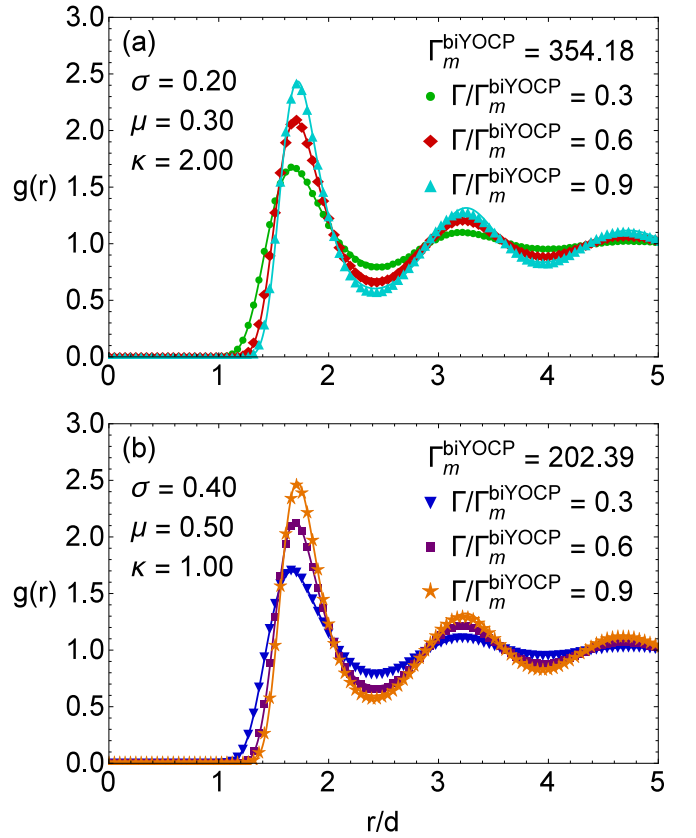 (a)
Γ_m^biYOCP = 354.18
σ = 0.20
μ = 0.30
κ = 2.00
Γ/Γ_m^biYOCP = 0.3
Γ/Γ_m^biYOCP = 0.6
Γ/Γ_m^biYOCP = 0.9
g(r)
3.0
2.5
2.0
1.5
1.0
0.5
0.0
0 1 2 3 4 5
(b)
Γ_m^biYOCP = 202.39
σ = 0.40
μ = 0.50
κ = 1.00
Γ/Γ_m^biYOCP = 0.3
Γ/Γ_m^biYOCP = 0.6
Γ/Γ_m^biYOCP = 0.9
g(r)
3.0
2.5
2.0
1.5
1.0
0.5
0.0
0 1 2 3 4 5
r/d